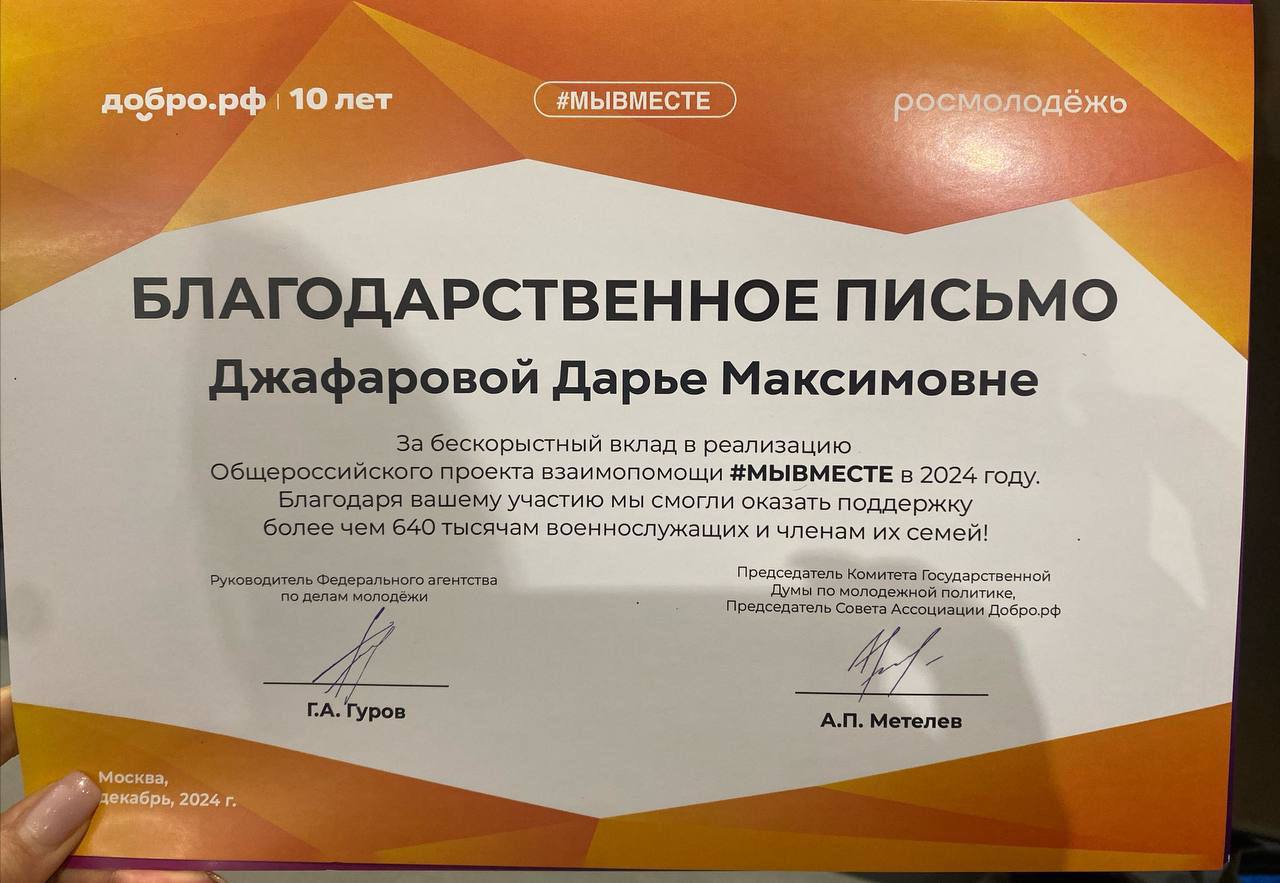 добро.рф | 10 лет
#МЫВМЕСТЕ
росмолодёжь
БЛАГОДАРСТВЕННОЕ ПИСЬМО
Джафаровой Дарье Максимовне
За бескорыстный вклад в реализацию
Общероссийского проекта взаимопомощи #МЫВМЕСТЕ в 2024 году.
Благодаря вашему участию мы смогли оказать поддержку
более чем 640 тысячам военнослужащих и членам их семей!
Руководитель Федерального агентства
по делам молодёжи
Г.А. Гуров
Председатель Комитета Государственной
Думы по молодежной политике,
Председатель Совета Ассоциации Добро.рф
А.П. Метелев
Москва,
декабрь, 2024 г.